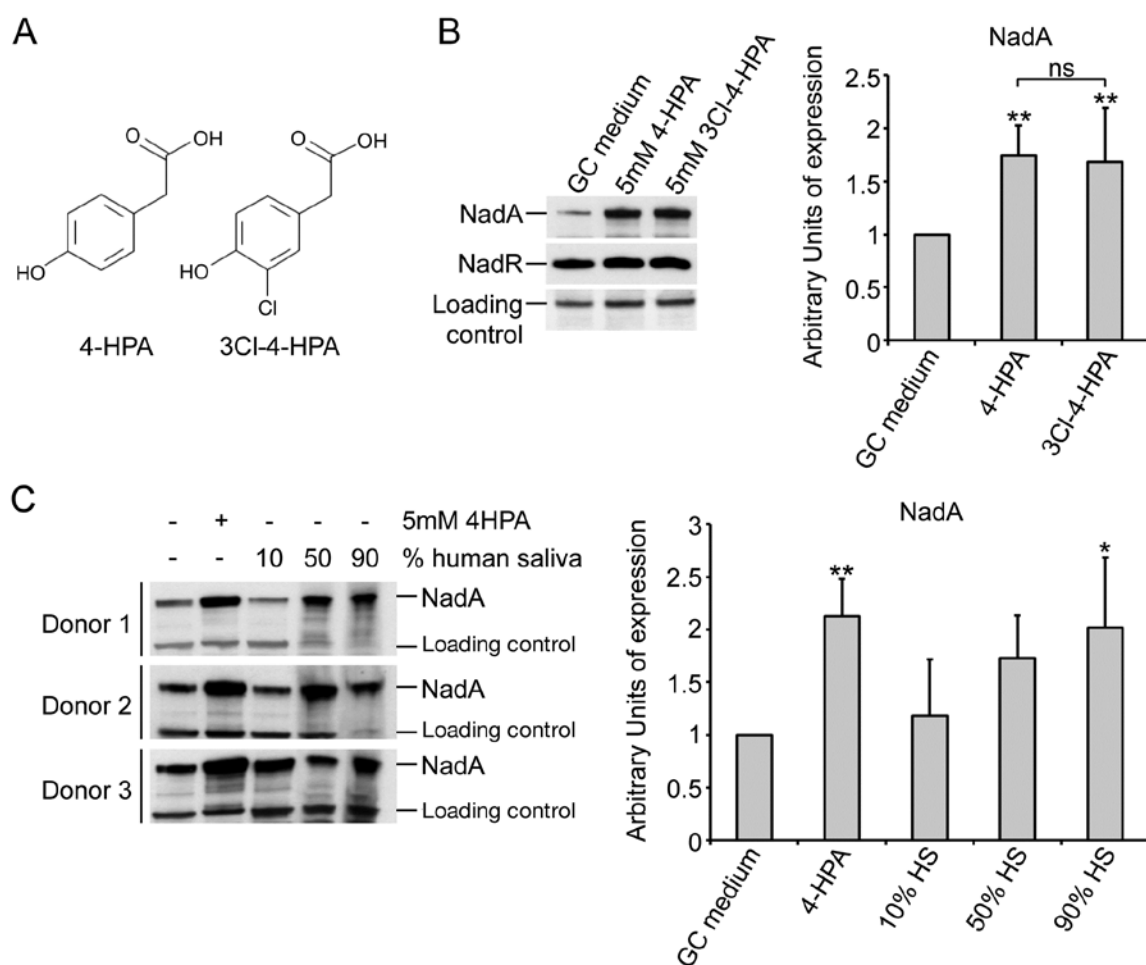 A
O
OH
HO
4-HPA
O
OH
HO
Cl
3Cl-4-HPA
B
GC medium
5mM 4-HPA
5mM 3Cl-4-HPA
NadA
NadR
Loading
control
NadA
ns
**
**
Arbitrary Units of expression
2.5
2
1.5
1
0.5
0
GC medium
4-HPA
3Cl-4-HPA
C
- + - - - 5mM 4HPA
- - 10 50 90 % human saliva
Donor 1
NadA
Loading control
Donor 2
NadA
Loading control
Donor 3
NadA
Loading control
NadA
**
*
Arbitrary Units of expression
3
2.5
2
1.5
1
0.5
0
GC medium
4-HPA
10% HS
50% HS
90% HS